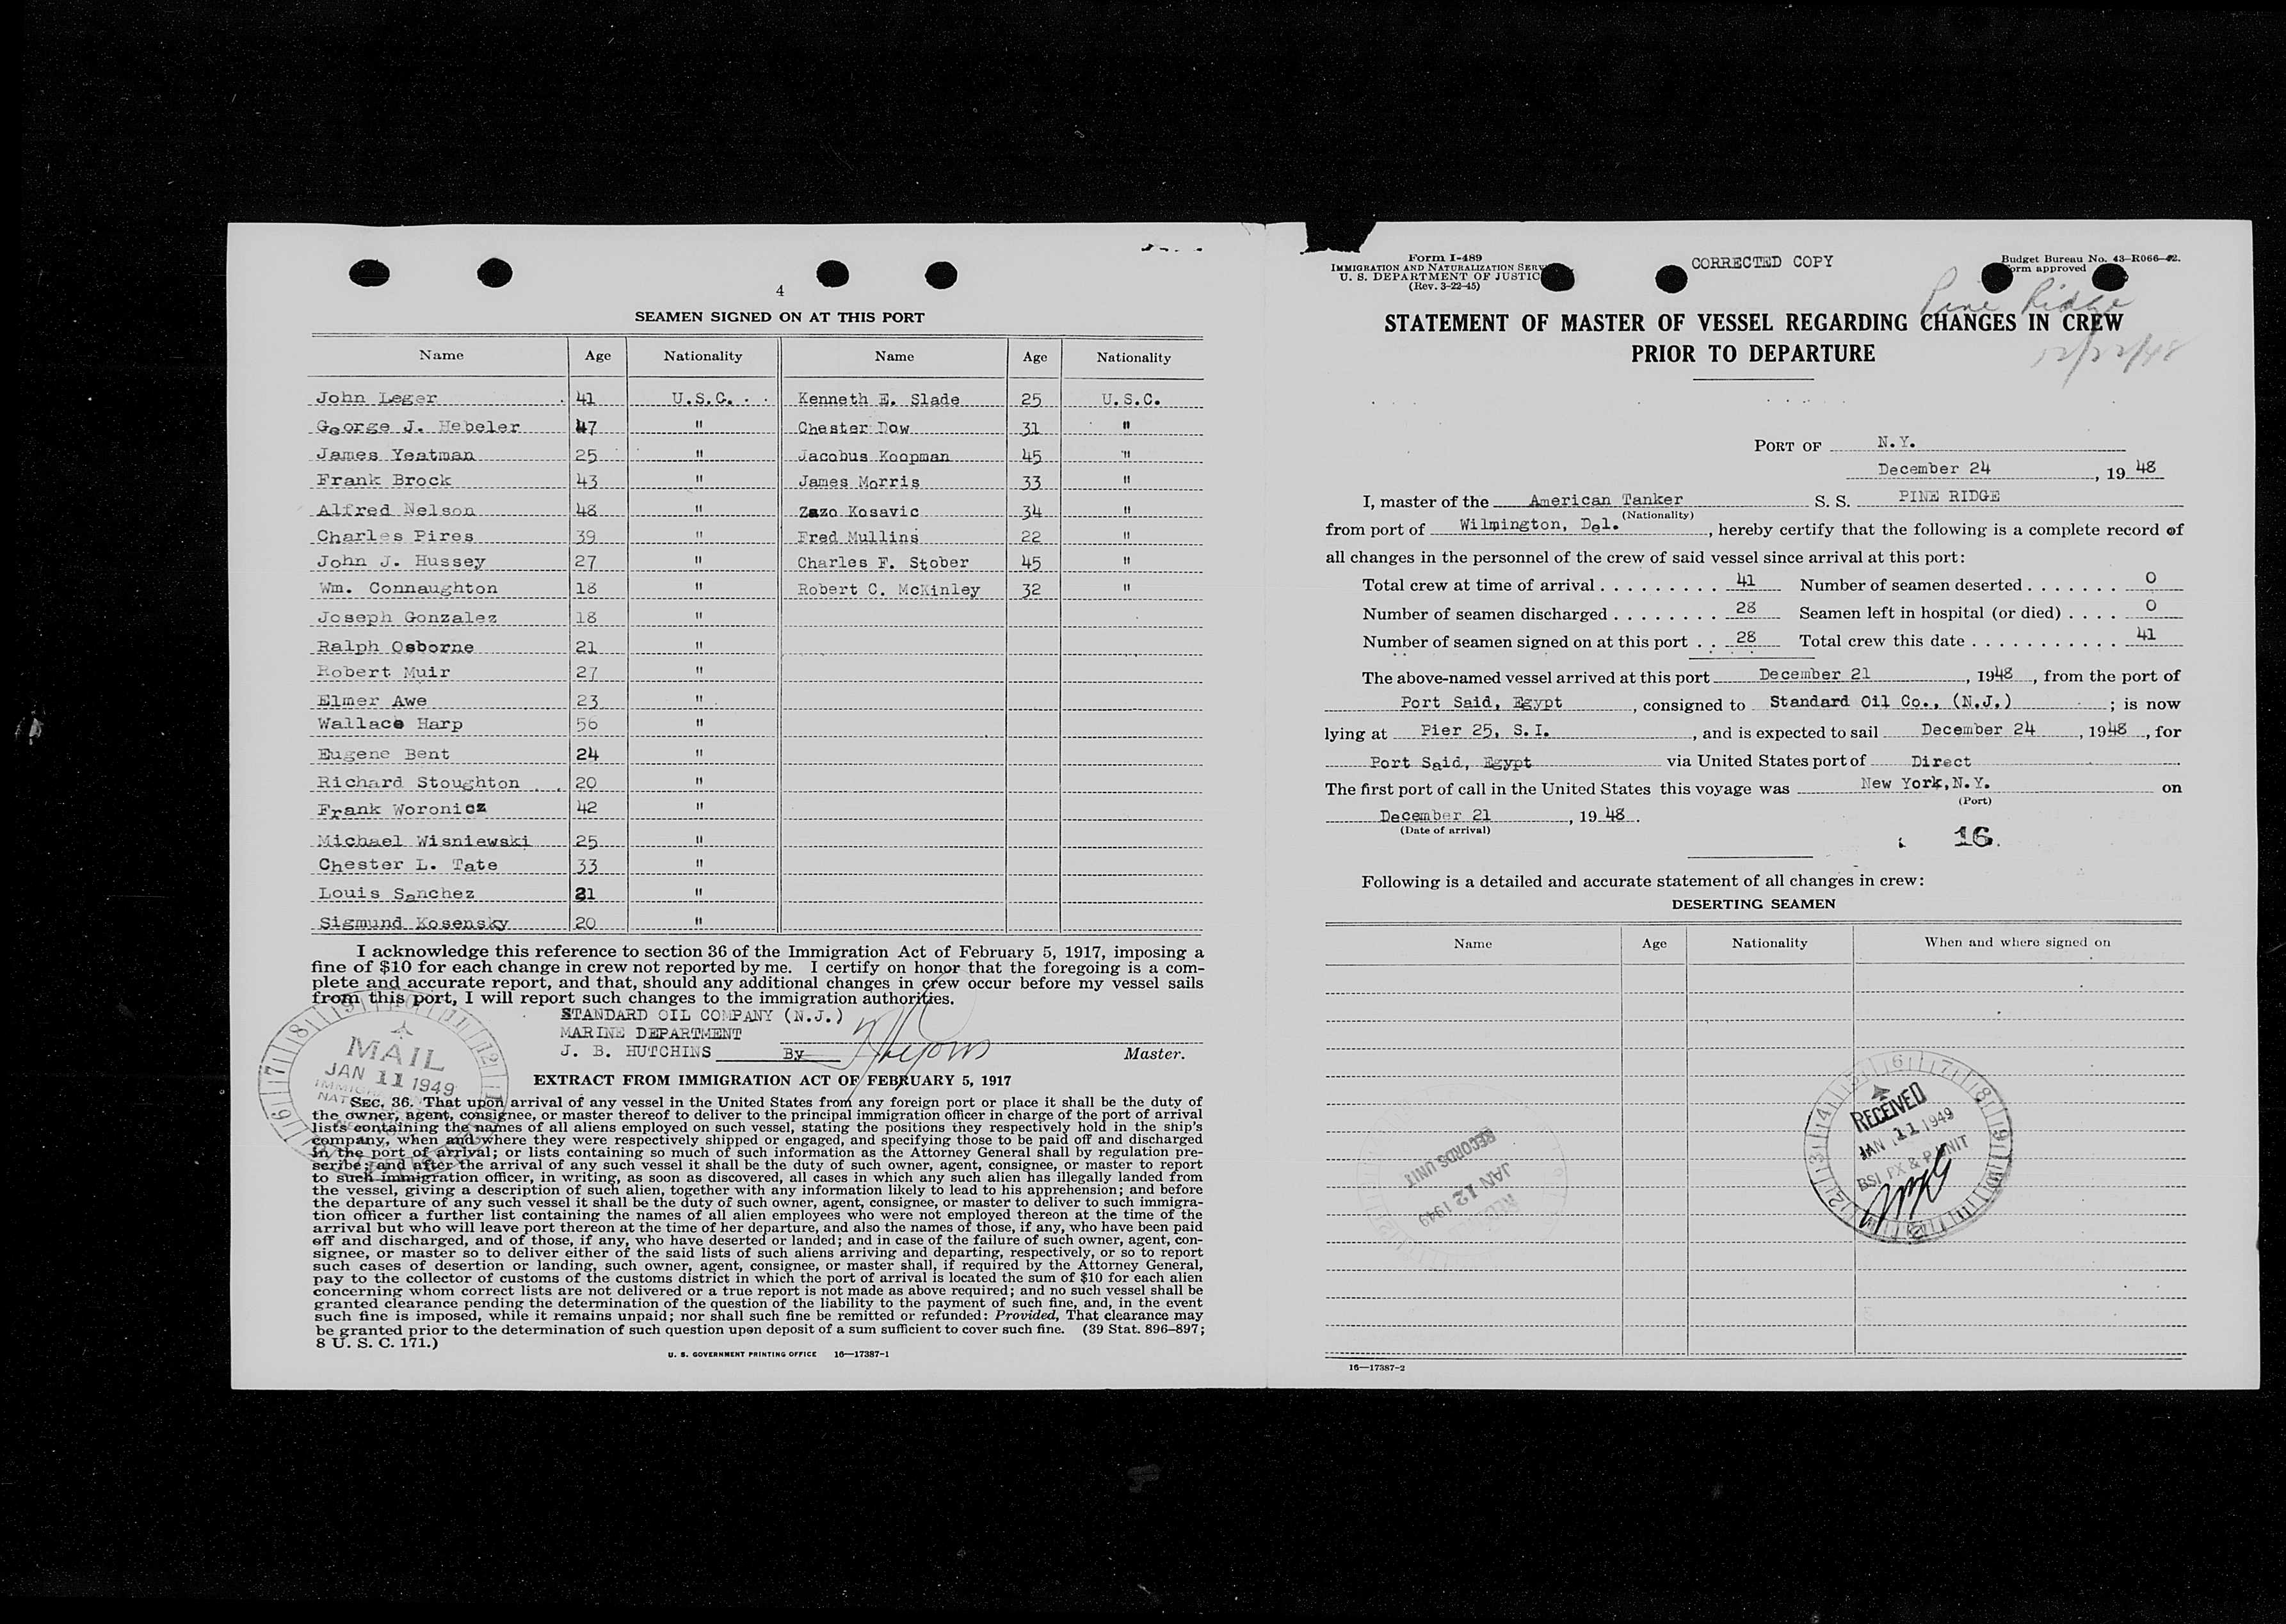 4
SEAMEN SIGNED ON AT THIS PORT
Name Age Nationality Name Age Nationality
John Leger 41 U.S.C. Kenneth E. Slade 25 U.S.C.
George J. Hebeler 47 " Chester Dow 31 "
James Yeatman 25 " Jacobus Koopman 45 "
Frank Brock 43 " James Morris 33 "
Alfred Nelson 48 " Zazo Kosavic 34 "
Charles Pires 39 " Fred Mullins 22 "
John J. Hussey 27 " Charles F. Stober 45 "
Wm. Connaughton 18 " Robert C. McKinley 32 "
Joseph Gonzalez 18 "
Ralph Osborne 21 "
Robert Muir 27 "
Elmer Awe 23 "
Wallace Harp 56 "
Eugene Bent 24 "
Richard Stoughton 20 "
Frank Woronicz 42 "
Michael Wisniewski 25 "
Chester L. Tate 33 "
Louis Sanchez 21 "
Sigmund Kosensky 20 "
I acknowledge this reference to section 36 of the Immigration Act of February 5, 1917, imposing a
fine of $10 for each change in crew not reported by me. I certify on honor that the foregoing is a com-
plete and accurate report, and that, should any additional changes in crew occur before my vessel sails
from this port, I will report such changes to the immigration authorities.
STANDARD OIL COMPANY (N.J.)
MARINE DEPARTMENT
J. B. HUTCHINS By Master.
MAIL
JAN 11 1949
EXTRACT FROM IMMIGRATION ACT OF FEBRUARY 5, 1917
SEC. 36. That upon arrival of any vessel in the United States from any foreign port or place it shall be the duty of
the owner, agent, consignee, or master thereof to deliver to the principal immigration officer in charge of the port of arrival
lists containing the names of all aliens employed on such vessel, stating the positions they respectively hold in the ship's
company, when and where they were respectively shipped or engaged, and specifying those to be paid off and discharged
in the port of arrival; or lists containing so much of such information as the Attorney General shall by regulation pre-
scribe; and after the arrival of any such vessel it shall be the duty of such owner, agent, consignee, or master to report
to such immigration officer, in writing, as soon as discovered, all cases in which any such alien has illegally landed from
the vessel, giving a description of such alien, together with any information likely to lead to his apprehension; and before
the departure of any such vessel it shall be the duty of such owner, agent, consignee, or master to deliver to such immigra-
tion officer a further list containing the names of all alien employees who were not employed thereon at the time of the
arrival but who will leave port thereon at the time of her departure, and also the names of those, if any, who have been paid
off and discharged, and of those, if any, who have deserted or landed; and in case of the failure of such owner, agent, con-
signee, or master so to deliver either of the said lists of such aliens arriving and departing, respectively, or so to report
such cases of desertion or landing, such owner, agent, consignee, or master shall, if required by the Attorney General,
pay to the collector of customs of the customs district in which the port of arrival is located the sum of $10 for each alien
concerning whom correct lists are not delivered or a true report is not made as above required; and no such vessel shall be
granted clearance pending the determination of the question of the liability to the payment of such fine, and, in the event
such fine is imposed, while it remains unpaid; nor shall such fine be remitted or refunded: Provided, That clearance may
be granted prior to the determination of such question upon deposit of a sum sufficient to cover such fine. (39 Stat. 896–897;
8 U. S. C. 171.)
U. S. GOVERNMENT PRINTING OFFICE 16—17387-1
Form I-489
IMMIGRATION AND NATURALIZATION SERV
U. S. DEPARTMENT OF JUSTIC
(Rev. 3-22-45)
CORRECTED COPY
Budget Bureau No. 43-R066-42.
orm approved
Pine Ridge
12/22/48
STATEMENT OF MASTER OF VESSEL REGARDING CHANGES IN CREW
PRIOR TO DEPARTURE
PORT OF N.Y.
December 24, 19 48
I, master of the American Tanker S. S. PINE RIDGE
(Nationality)
from port of Wilmington, Del., hereby certify that the following is a complete record of
all changes in the personnel of the crew of said vessel since arrival at this port:
Total crew at time of arrival 41 Number of seamen deserted 0
Number of seamen discharged 28 Seamen left in hospital (or died) 0
Number of seamen signed on at this port 28 Total crew this date 41
The above-named vessel arrived at this port December 21, 1948, from the port of
Port Said, Egypt, consigned to Standard Oil Co., (N.J.); is now
lying at Pier 25, S.I., and is expected to sail December 24, 1948, for
Port Said, Egypt via United States port of Direct
The first port of call in the United States this voyage was New York, N.Y. on
(Port)
December 21, 19 48.
(Date of arrival)
16.
Following is a detailed and accurate statement of all changes in crew:
DESERTING SEAMEN
Name Age Nationality When and where signed on
RECEIVED
JAN 11 1949
BSI PX & P UNIT
RECORDS UNIT
JAN 12 1949
16—17387-2